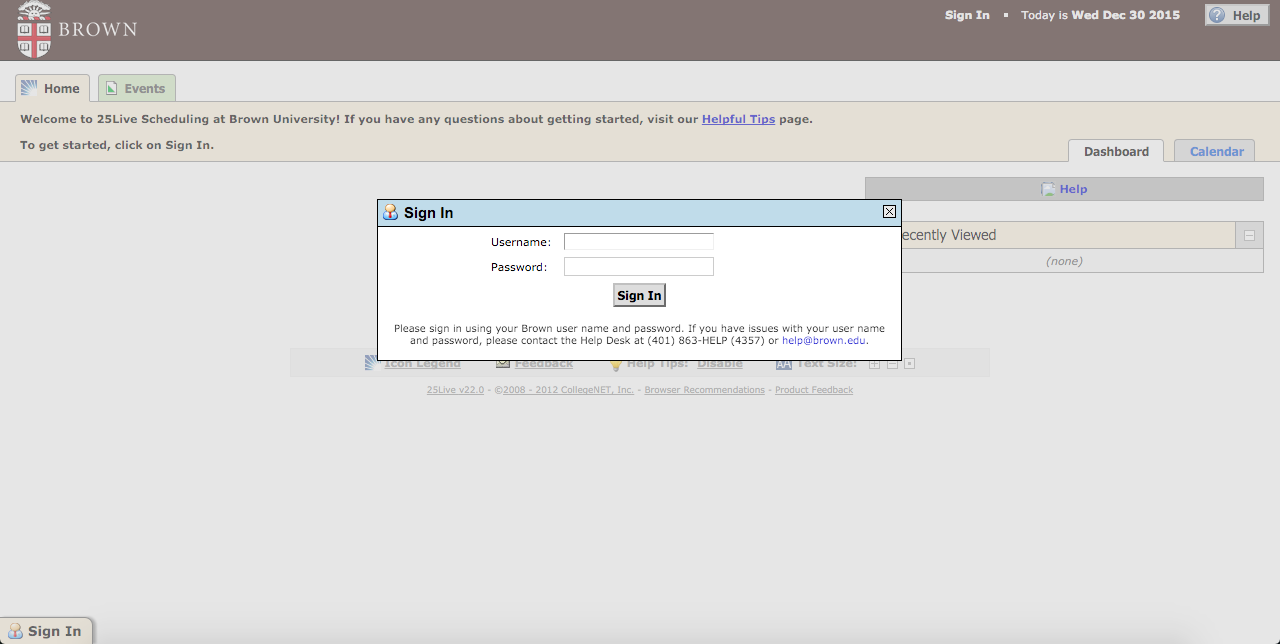 BROWN
Sign In ▪ Today is Wed Dec 30 2015
Help
Home
Events
Welcome to 25Live Scheduling at Brown University! If you have any questions about getting started, visit our Helpful Tips page.
To get started, click on Sign In.
Dashboard
Calendar
Help
Sign In
Username:
Password:
Sign In
Please sign in using your Brown user name and password. If you have issues with your user name
and password, please contact the Help Desk at (401) 863-HELP (4357) or help@brown.edu.
ecently Viewed
(none)
Icon Legend
Feedback
Help Tips: Disable
Text Size:
25Live v22.0 - ©2008 - 2012 CollegeNET, Inc. - Browser Recommendations - Product Feedback
Sign In